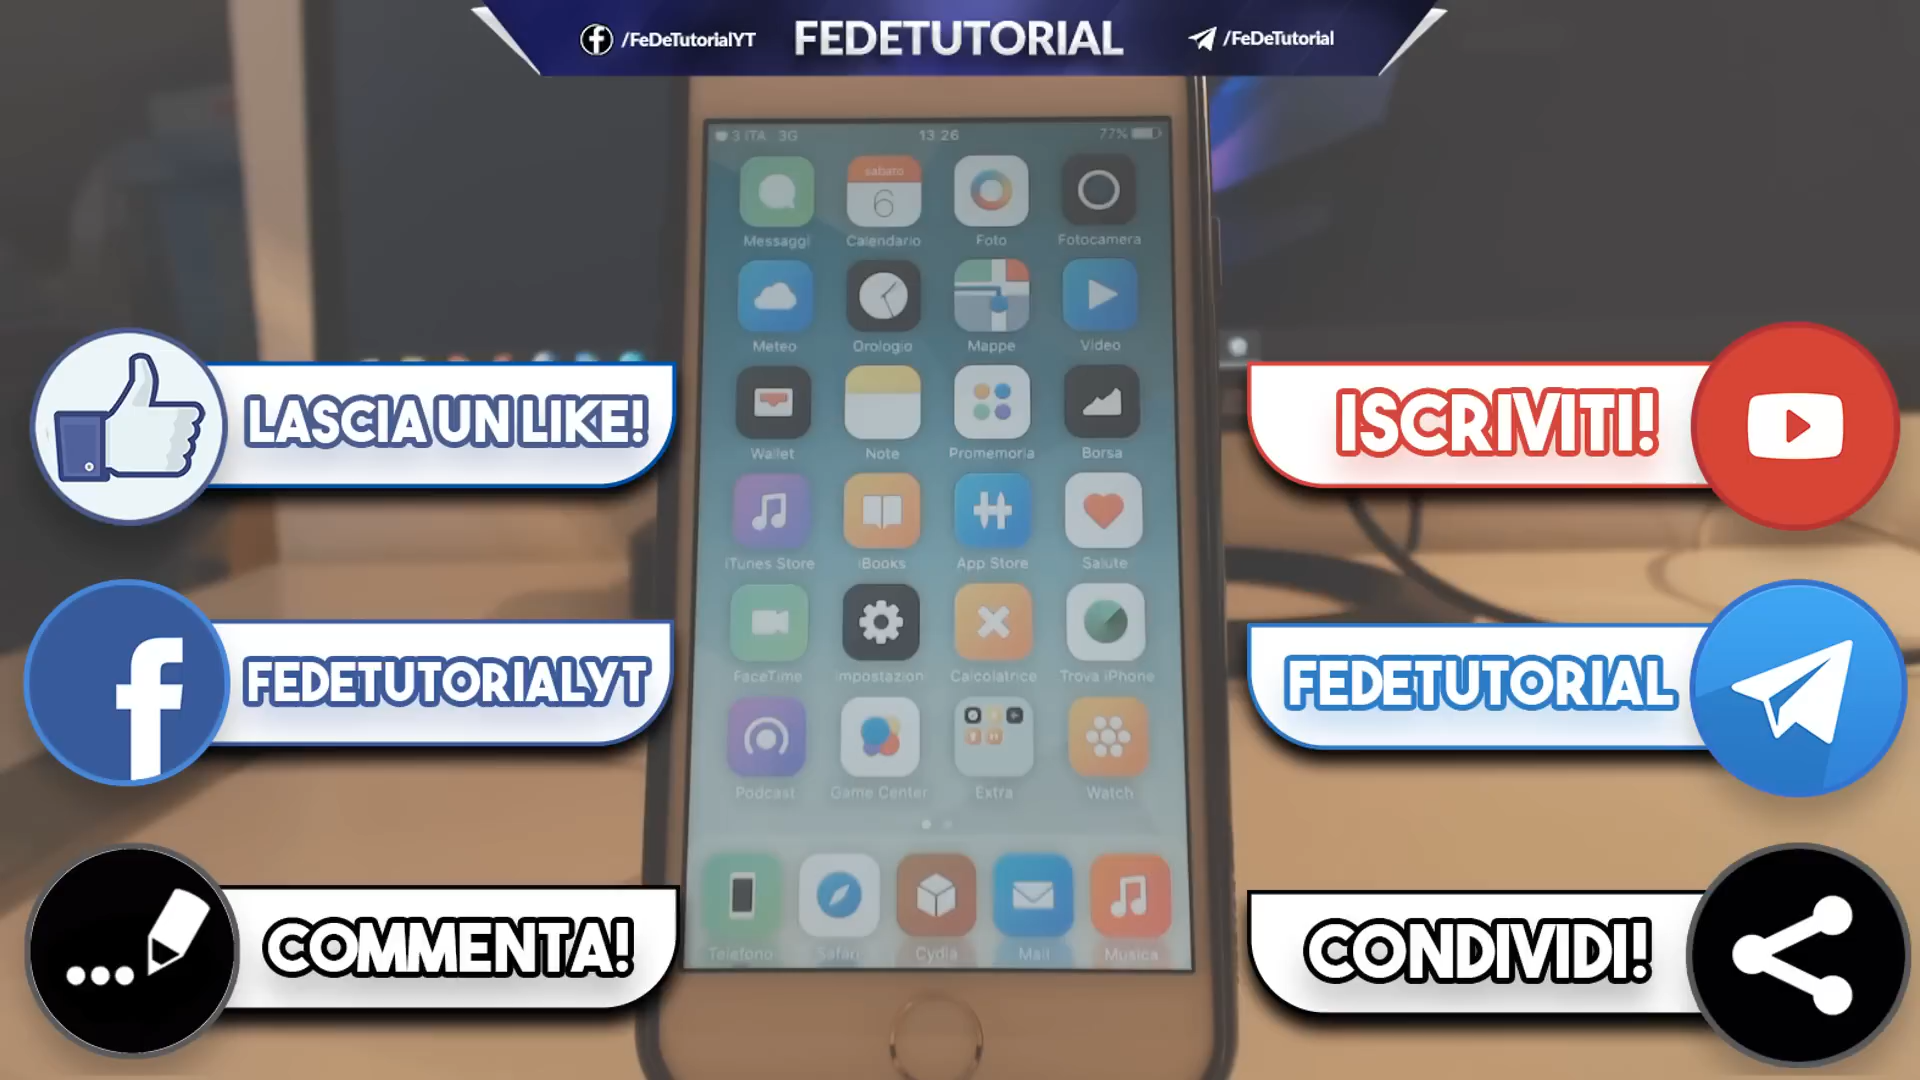 /FeDeTutorialYT
FEDETUTORIAL
/FeDeTutorial
3 ITA 3G
13:26
77%
sabato
6
Messaggi
Calendario
Foto
Fotocamera
Meteo
Orologio
Mappe
Video
Wallet
Note
Promemoria
Borsa
iTunes Store
iBooks
App Store
Salute
FaceTime
Impostazioni
Calcolatrice
Trova iPhone
Podcast
Game Center
Extra
Watch
Telefono
Safari
Cydia
Mail
Musica
LASCIA UN LIKE!
FEDETUTORIALYT
COMMENTA!
ISCRIVITI!
FEDETUTORIAL
CONDIVIDI!